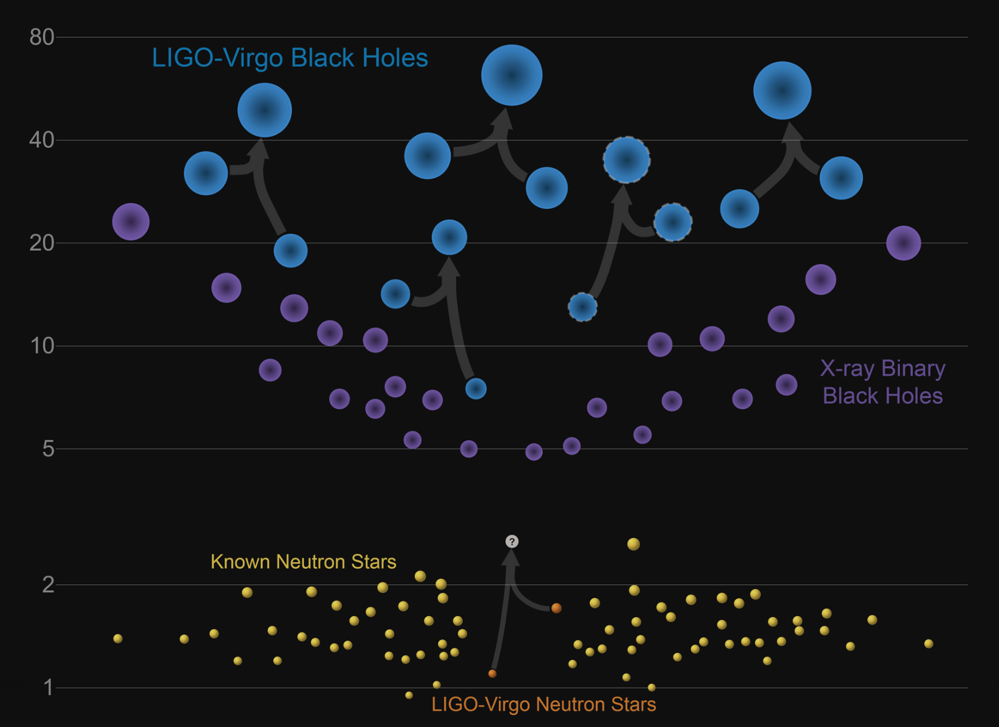 80
LIGO-Virgo Black Holes
40
20
10
X-ray Binary
Black Holes
5
?
Known Neutron Stars
2
1
LIGO-Virgo Neutron Stars